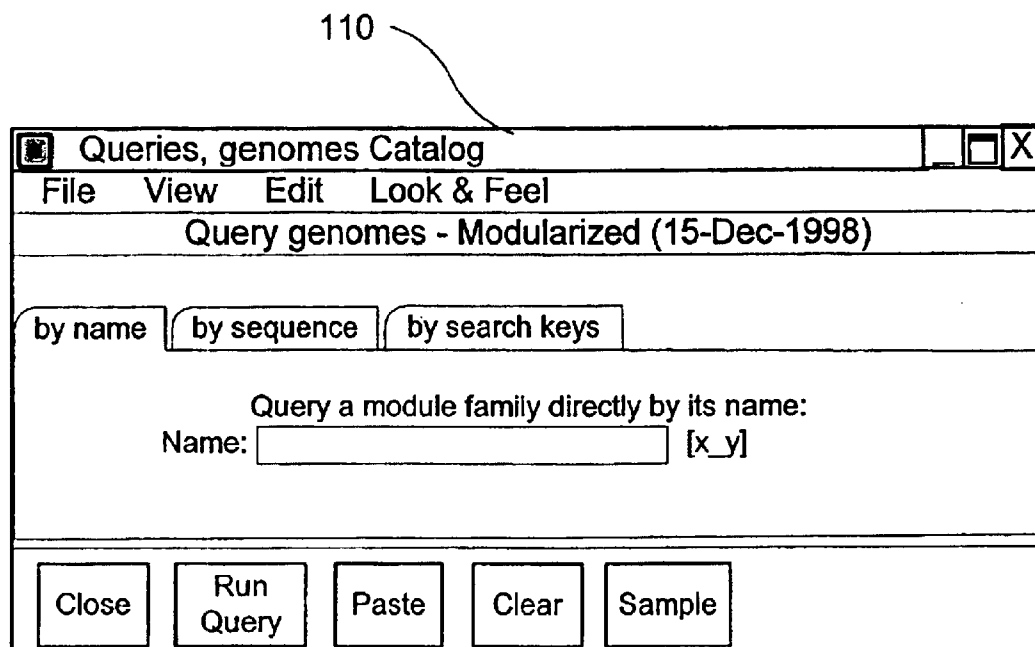 110
Queries, genomes Catalog _ X
File View Edit Look & Feel
Query genomes - Modularized (15-Dec-1998)
by name by sequence by search keys
Query a module family directly by its name:
Name: [x_y]
Close Run Query Paste Clear Sample